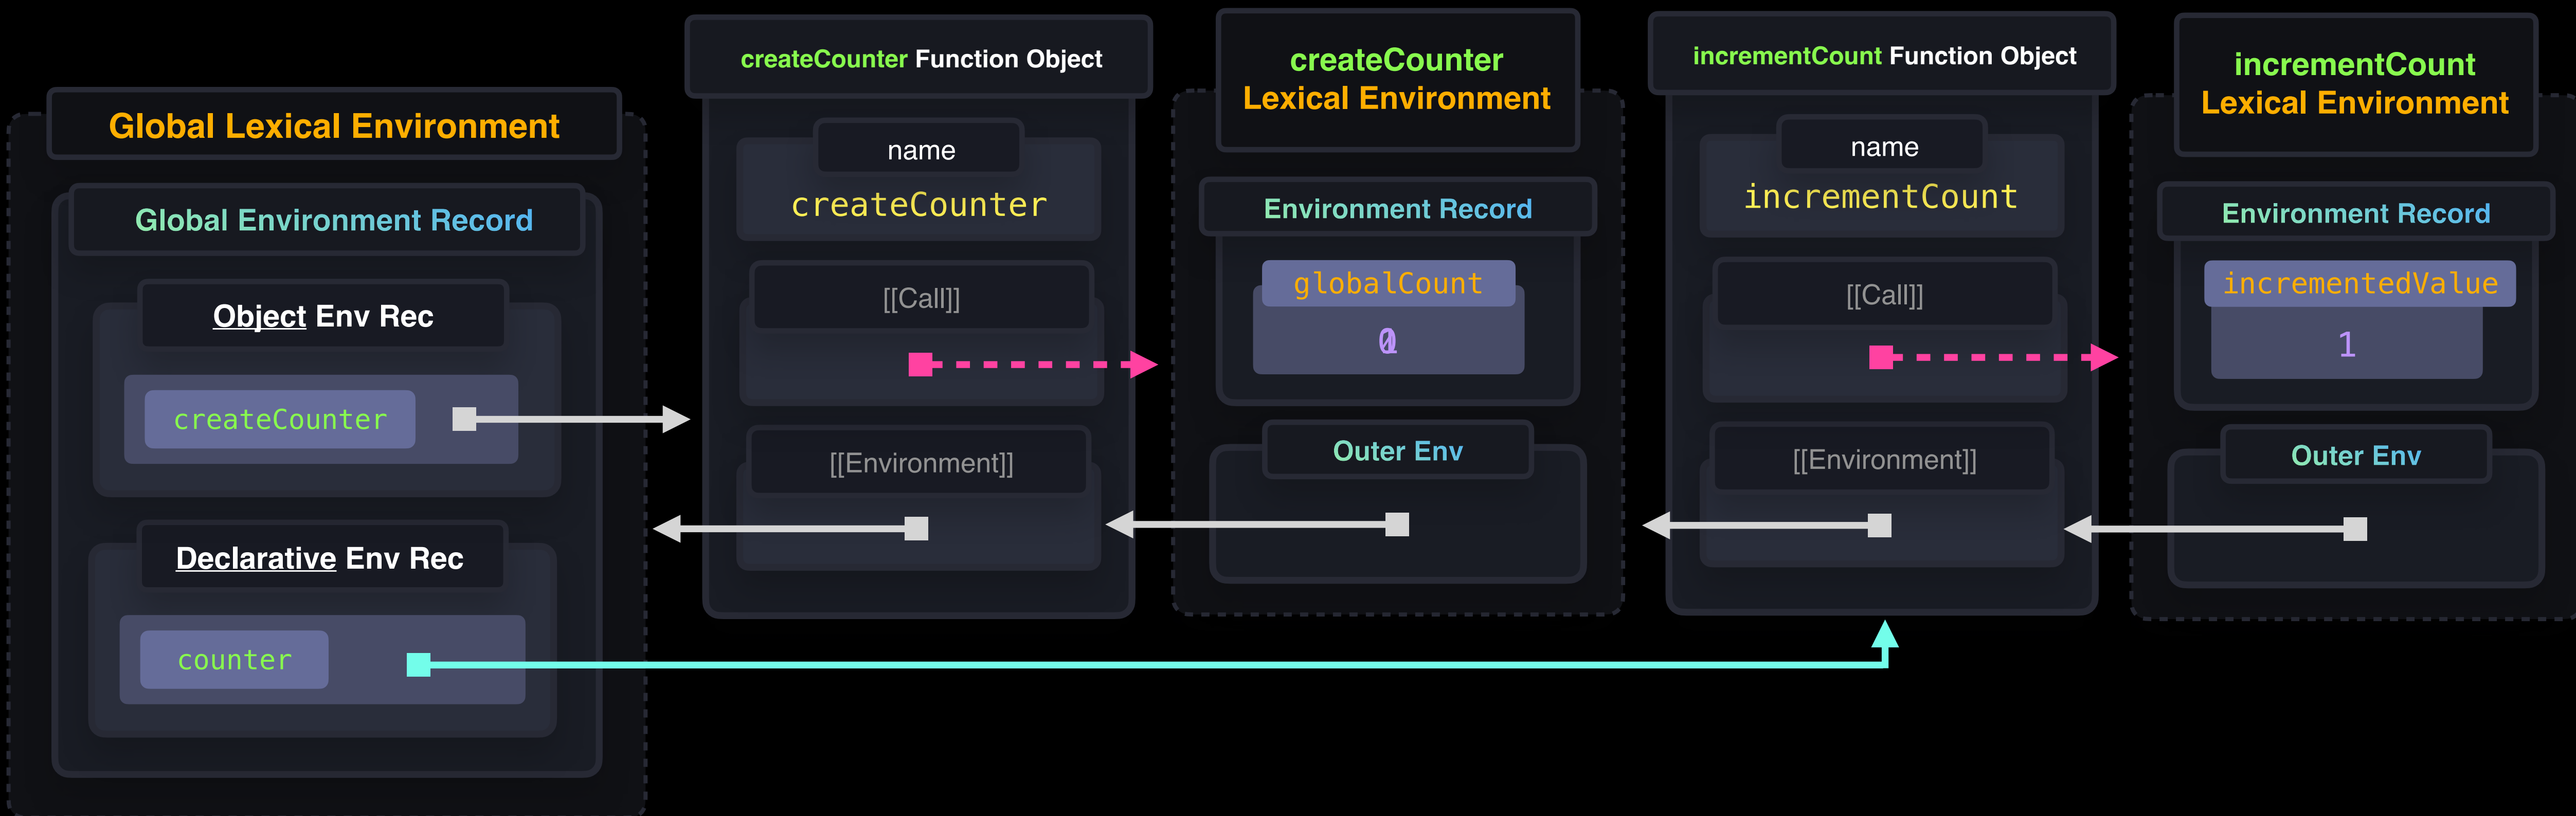 Global Lexical Environment
Global Environment Record
Object Env Rec
createCounter
Declarative Env Rec
counter
createCounter Function Object
name
createCounter
[[Call]]
[[Environment]]
createCounter
Lexical Environment
Environment Record
globalCount
Outer Env
incrementCount Function Object
name
incrementCount
[[Call]]
[[Environment]]
incrementCount
Lexical Environment
Environment Record
incrementedValue
1
Outer Env